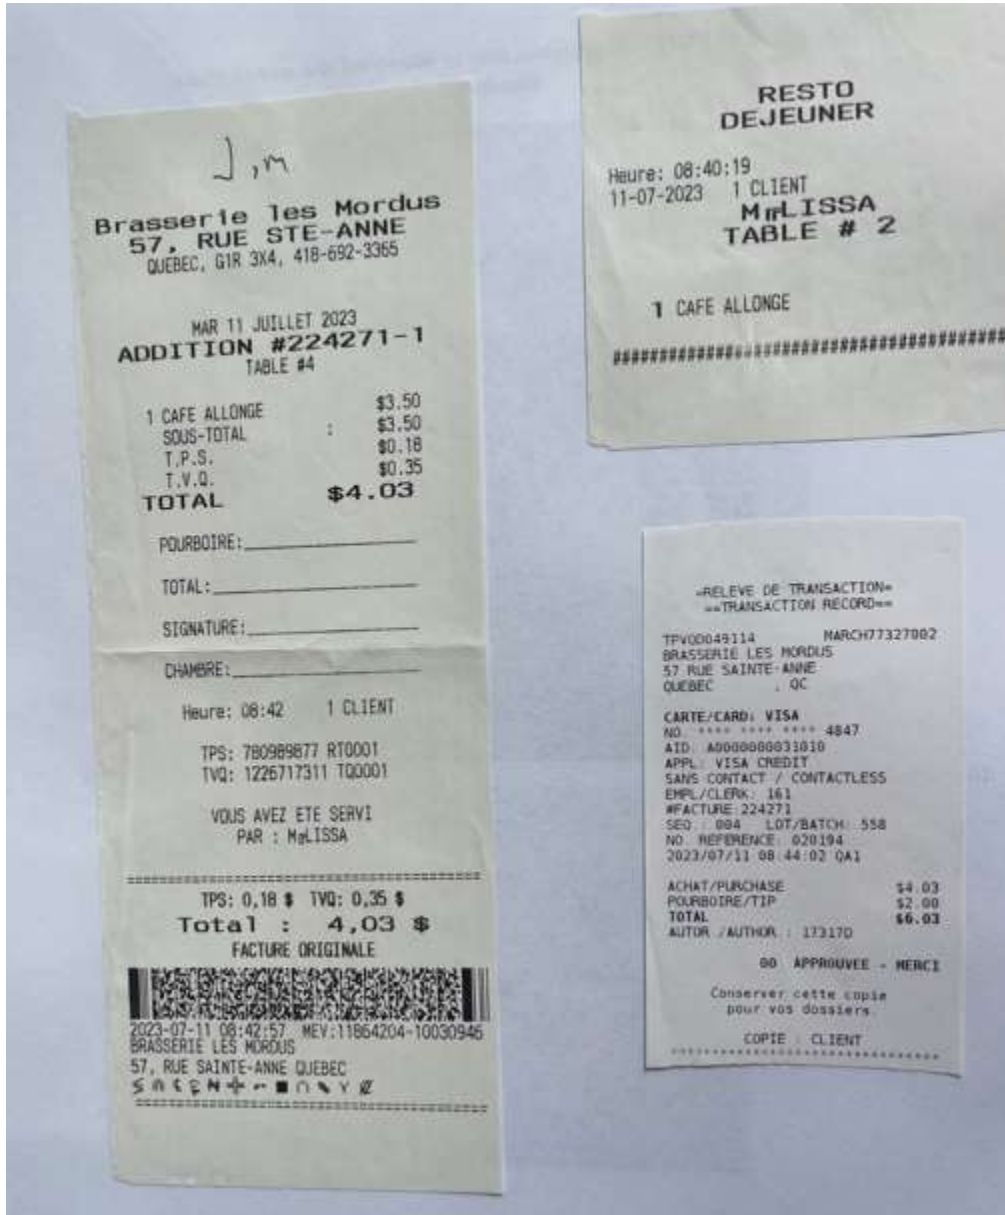 Jim
Brasserie les Mordus
57, RUE STE-ANNE
QUEBEC, G1R 3X4, 418-692-3365
MAR 11 JUILLET 2023
ADDITION #224271-1
TABLE #4
1 CAFE ALLONGE $3.50
SOUS-TOTAL : $3.50
T.P.S. $0.18
T.V.Q. $0.35
TOTAL $4.03
POURBOIRE:
TOTAL:
SIGNATURE:
CHAMBRE:
Heure: 08:42 1 CLIENT
TPS: 780989877 RT0001
TVQ: 1226717311 TQ0001
VOUS AVEZ ETE SERVI
PAR : MLISSA
TPS: 0,18 $ TVQ: 0,35 $
Total : 4,03 $
FACTURE ORIGINALE
2023-07-11 08:42:57 MEV:11864204-10030946
BRASSERIE LES MORDUS
57, RUE SAINTE-ANNE QUEBEC
RESTO
DEJEUNER
Heure: 08:40:19
11-07-2023 1 CLIENT
MLISSA
TABLE # 2
1 CAFE ALLONGE
##########################################
=RELEVE DE TRANSACTION=
==TRANSACTION RECORD==
TPVOD049114 MARCH77327002
BRASSERIE LES MORDUS
57 RUE SAINTE-ANNE
QUEBEC , QC
CARTE/CARD: VISA
NO. **** **** **** 4847
AID: A0000000031010
APPL: VISA CREDIT
SANS CONTACT / CONTACTLESS
EMPL/CLERK: 161
#FACTURE:224271
SEQ.: 004 LOT/BATCH: 558
NO. REFERENCE: 020194
2023/07/11 08:44:02 QA1
ACHAT/PURCHASE $4.03
POURBOIRE/TIP $2.00
TOTAL $6.03
AUTOR./AUTHOR.: 17317D
00 APPROUVEE - MERCI
Conserver cette copie
pour vos dossiers
COPIE : CLIENT